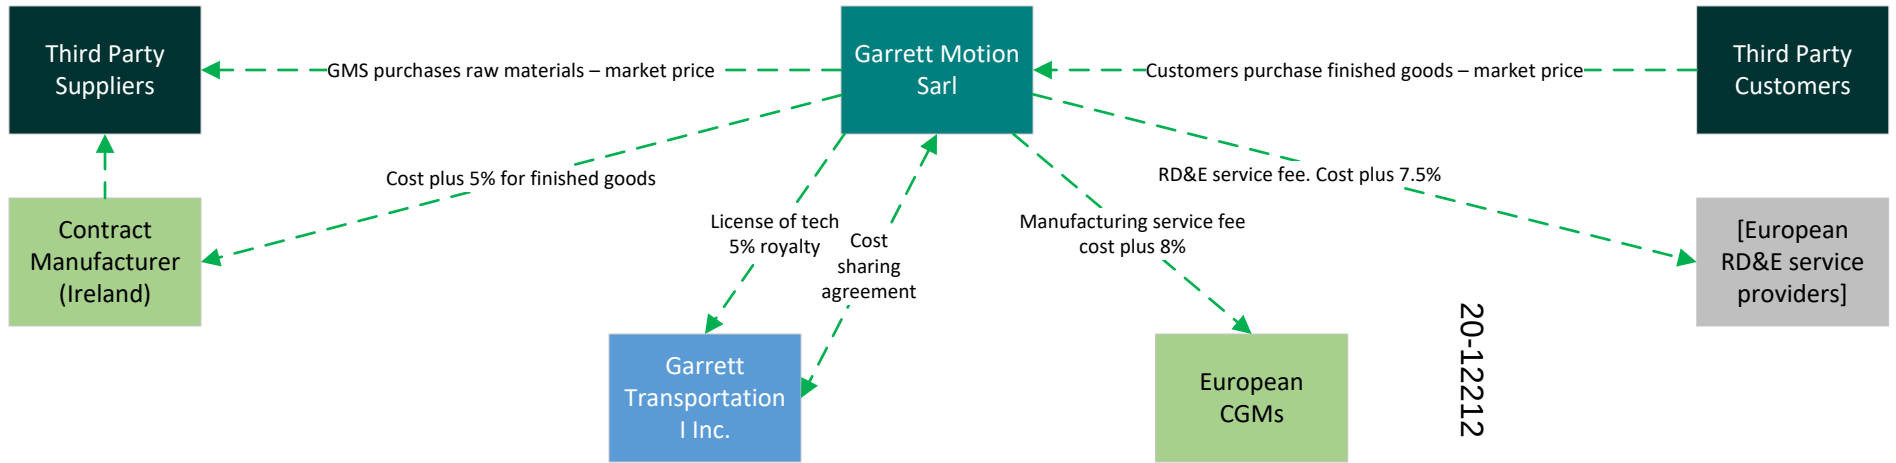 Third Party
Suppliers
GMS purchases raw materials – market price
Garrett Motion
Sarl
Customers purchase finished goods – market price
Third Party
Customers
Cost plus 5% for finished goods
RD&E service fee. Cost plus 7.5%
Contract
Manufacturer
(Ireland)
License of tech
5% royalty
Cost
sharing
agreement
Manufacturing service fee
cost plus 8%
[European
RD&E service
providers]
Garrett
Transportation
I Inc.
European
CGMs
20-12212